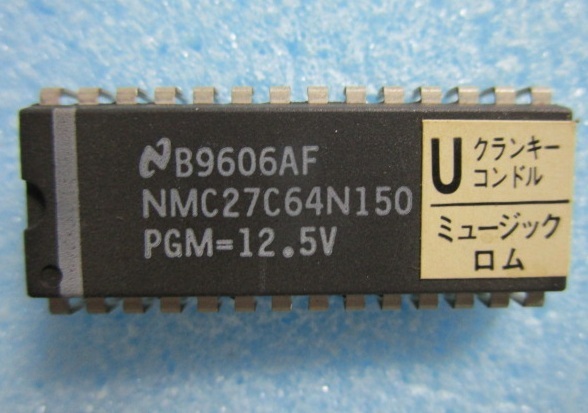 B9606AF
NMC27C64N150
PGM=12.5V
U クランキー
コンドル
ミュージック
ロム